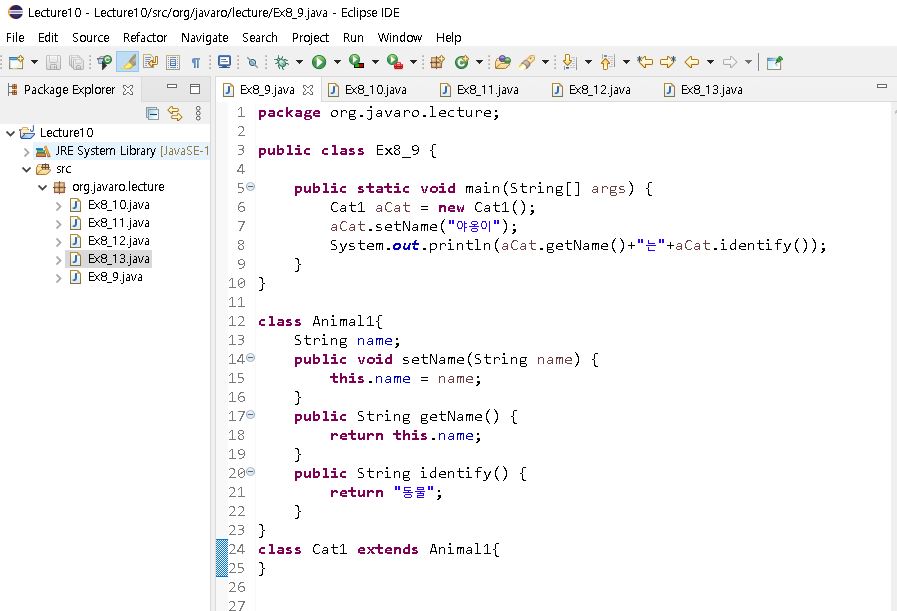 Lecture10 - Lecture10/src/org/javaro/lecture/Ex8_9.java - Eclipse IDE
File Edit Source Refactor Navigate Search Project Run Window Help
Package Explorer
Lecture10
JRE System Library [JavaSE-1
src
org.javaro.lecture
Ex8_10.java
Ex8_11.java
Ex8_12.java
Ex8_13.java
Ex8_9.java
Ex8_9.java Ex8_10.java Ex8_11.java Ex8_12.java Ex8_13.java
1 package org.javaro.lecture;
2
3 public class Ex8_9 {
4
5 public static void main(String[] args) {
6 Cat1 aCat = new Cat1();
7 aCat.setName("야옹이");
8 System.out.println(aCat.getName()+"는"+aCat.identify());
9 }
10 }
11
12 class Animal1{
13 String name;
14 public void setName(String name) {
15 this.name = name;
16 }
17 public String getName() {
18 return this.name;
19 }
20 public String identify() {
21 return "동물";
22 }
23 }
24 class Cat1 extends Animal1{
25 }
26
27